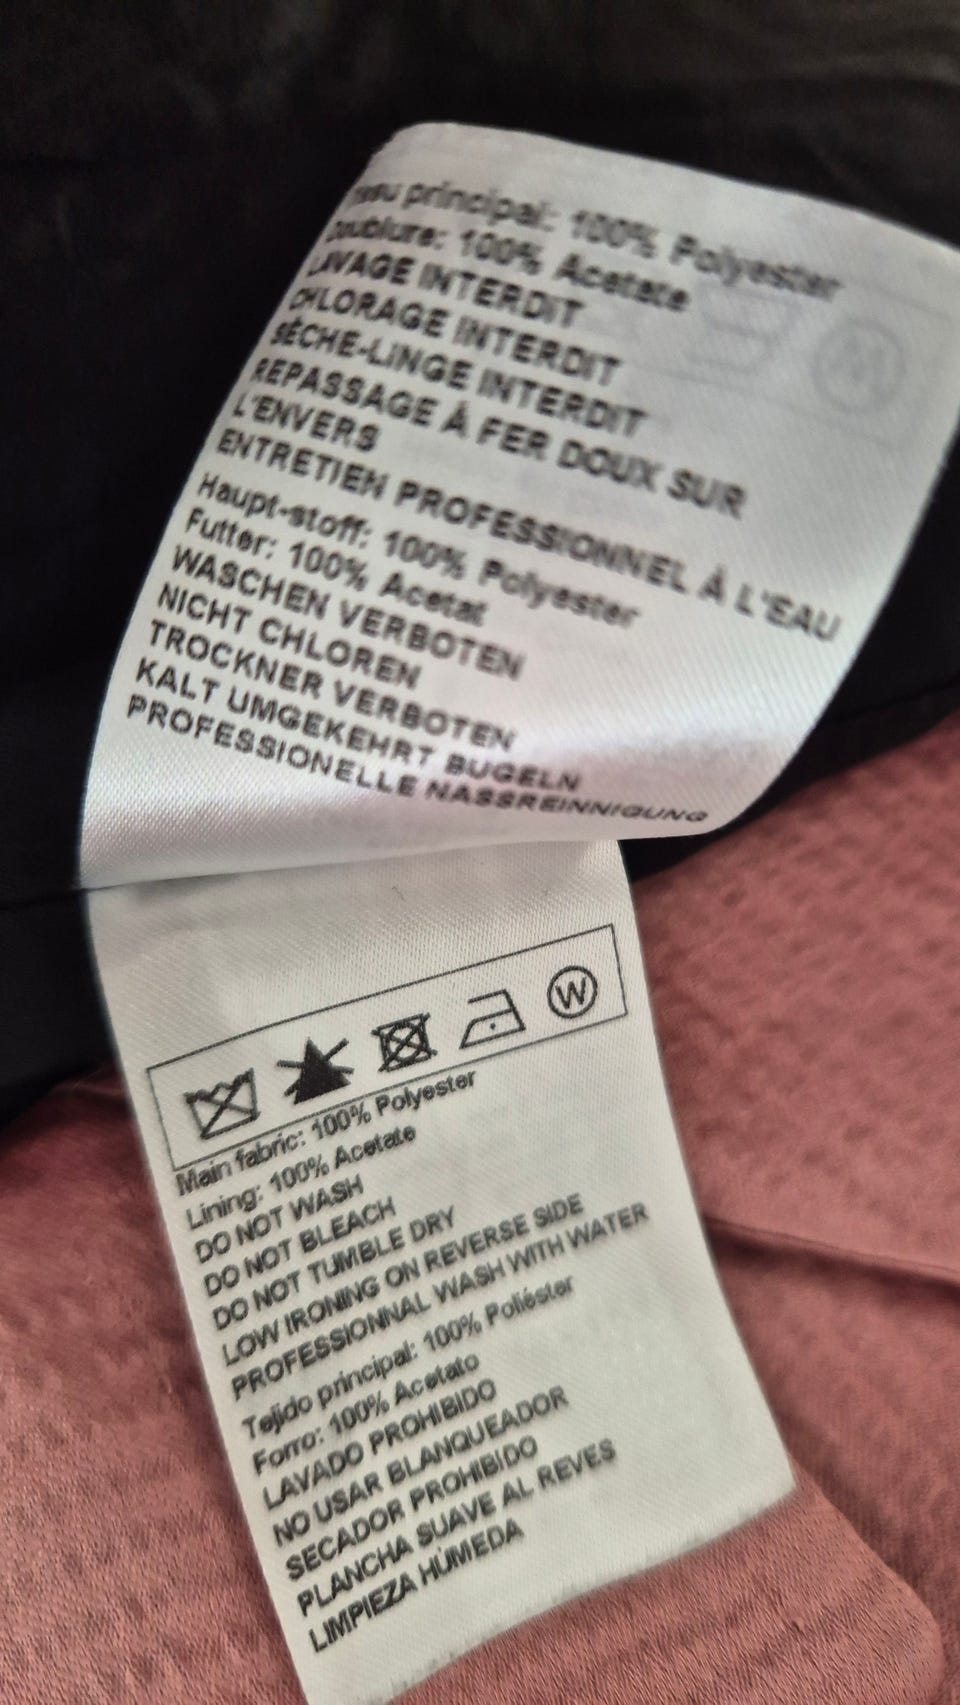 principal: 100% Polyester
Doublure: 100% Acetate
LAVAGE INTERDIT
CHLORAGE INTERDIT
SÈCHE-LINGE INTERDIT
REPASSAGE À FER DOUX SUR
L'ENVERS
ENTRETIEN PROFESSIONNEL À L'EAU
Haupt-stoff: 100% Polyester
Futter: 100% Acetat
WASCHEN VERBOTEN
NICHT CHLOREN
TROCKNER VERBOTEN
KALT UMGEKEHRT BUGELN
PROFESSIONELLE NASSREINNIGUNG
W
Main fabric: 100% Polyester
Lining: 100% Acetate
DO NOT WASH
DO NOT BLEACH
DO NOT TUMBLE DRY
LOW IRONING ON REVERSE SIDE
PROFESSIONNAL WASH WITH WATER
Tejido principal: 100% Poliéster
Forro: 100% Acetato
LAVADO PROHIBIDO
NO USAR BLANQUEADOR
SECADOR PROHIBIDO
PLANCHA SUAVE AL REVES
LIMPIEZA HÚMEDA